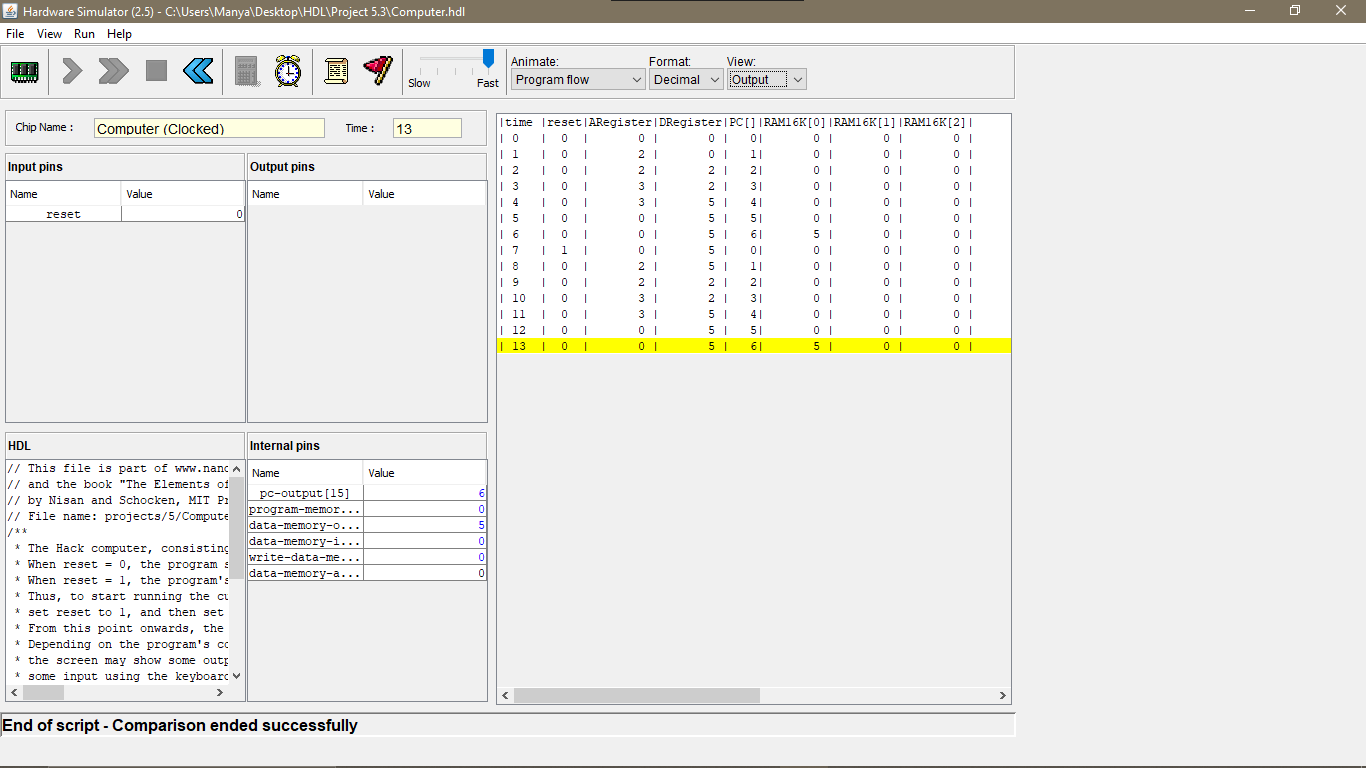 Hardware Simulator (2.5) - C:\Users\Manya\Desktop\HDL\Project 5.3\Computer.hdl
File View Run Help
Slow Fast
Animate: Format: View:
Program flow Decimal Output
Chip Name : Computer (Clocked) Time : 13
Input pins
Name Value
reset 0
Output pins
Name Value
|time |reset|ARegister|DRegister|PC[]|RAM16K[0]|RAM16K[1]|RAM16K[2]|
| 0 | 0 | 0 | 0 | 0| 0 | 0 | 0 |
| 1 | 0 | 2 | 0 | 1| 0 | 0 | 0 |
| 2 | 0 | 2 | 2 | 2| 0 | 0 | 0 |
| 3 | 0 | 3 | 2 | 3| 0 | 0 | 0 |
| 4 | 0 | 3 | 5 | 4| 0 | 0 | 0 |
| 5 | 0 | 0 | 5 | 5| 0 | 0 | 0 |
| 6 | 0 | 0 | 5 | 6| 5 | 0 | 0 |
| 7 | 1 | 0 | 5 | 0| 0 | 0 | 0 |
| 8 | 0 | 2 | 5 | 1| 0 | 0 | 0 |
| 9 | 0 | 2 | 2 | 2| 0 | 0 | 0 |
| 10 | 0 | 3 | 2 | 3| 0 | 0 | 0 |
| 11 | 0 | 3 | 5 | 4| 0 | 0 | 0 |
| 12 | 0 | 0 | 5 | 5| 0 | 0 | 0 |
| 13 | 0 | 0 | 5 | 6| 5 | 0 | 0 |
HDL
// This file is part of www.nand
// and the book "The Elements of
// by Nisan and Schocken, MIT Pr
// File name: projects/5/Compute
/**
* The Hack computer, consisting
* When reset = 0, the program s
* When reset = 1, the program's
* Thus, to start running the cu
* set reset to 1, and then set
* From this point onwards, the
* Depending on the program's co
* the screen may show some outp
* some input using the keyboard
Internal pins
Name Value
pc-output[15] 6
program-memor... 0
data-memory-o... 5
data-memory-i... 0
write-data-me... 0
data-memory-a... 0
End of script - Comparison ended successfully